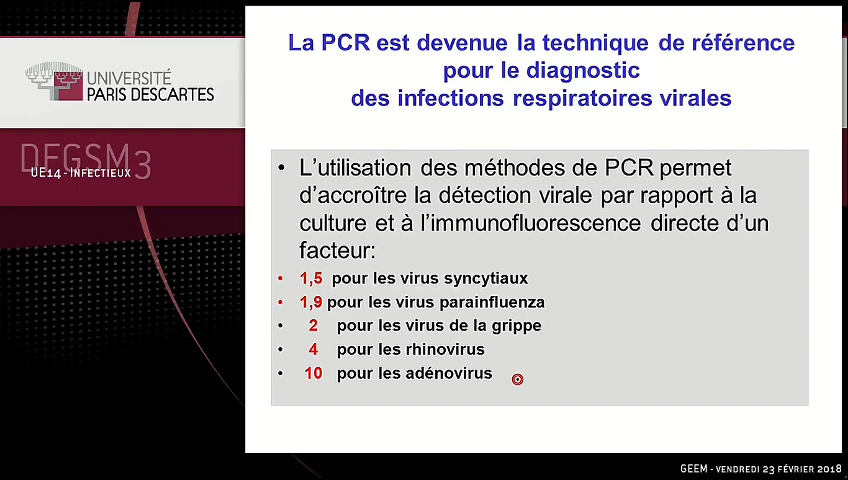 La PCR est devenue la technique de référence
pour le diagnostic
des infections respiratoires virales
UNIVERSITÉ
PARIS DESCARTES
DFGSM3
UE14 - INFECTIEUX
• L'utilisation des méthodes de PCR permet
d'accroître la détection virale par rapport à la
culture et à l'immunofluorescence directe d'un
facteur:
• 1,5 pour les virus syncytiaux
• 1,9 pour les virus parainfluenza
• 2 pour les virus de la grippe
• 4 pour les rhinovirus
• 10 pour les adénovirus
GEEM - VENDREDI 23 FÉVRIER 2018